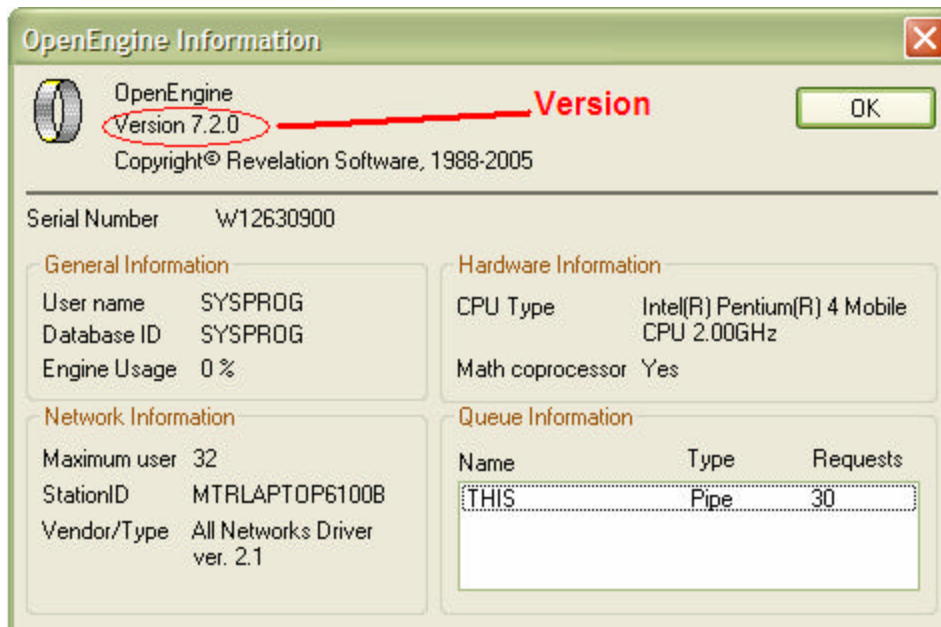 OpenEngine Information
OpenEngine
Version 7.2.0
Version
OK
Copyright© Revelation Software, 1988-2005
Serial Number W12630900
General Information
User name SYSPROG
Database ID SYSPROG
Engine Usage 0 %
Hardware Information
CPU Type Intel(R) Pentium(R) 4 Mobile
CPU 2.00GHz
Math coprocessor Yes
Network Information
Maximum user 32
StationID MTRLAPTOP6100B
Vendor/Type All Networks Driver
ver. 2.1
Queue Information
Name Type Requests
THIS Pipe 30